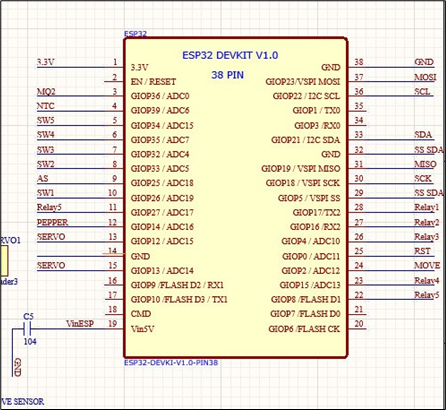 ESP32
ESP32 DEVKIT V1.0
38 PIN
3.3V 1 3.3V GND 38 GND
2 EN / RESET GIOP23/VSPI MOSI 37 MOSI
MQ2 3 GIOP36 / ADC0 GIOP22 / I2C SCL 36 SCL
NTC 4 GIOP39 / ADC6 GIOP1 / TX0 35
SW5 5 GIOP34 / ADC15 GIOP3 / RX0 34
SW4 6 GIOP35 / ADC7 GIOP21 / I2C SDA 33 SDA
SW3 7 GIOP32 / ADC4 GND 32 SS SDA
SW2 8 GIOP33 / ADC5 GIOP19 / VSPI MISO 31 MISO
AS 9 GIOP25 / ADC18 GIOP18 / VSPI SCK 30 SCK
SW1 10 GIOP26 / ADC19 GIOP5 / VSPI SS 29 SS SDA
Relay5 11 GIOP27 / ADC17 GIOP17/TX2 28 Relay1
PEPPER 12 GIOP14 / ADC16 GIOP16 /RX2 27 Relay2
SERVO 13 GIOP12 / ADC15 GIOP4 / ADC10 26 Relay3
RVO1 14 GND GIOP0 / ADC11 25 RST
SERVO 15 GIOP13 / ADC14 GIOP2 / ADC12 24 MOVE
ader3 16 GIOP9 /FLASH D2 / RX1 GIOP15 / ADC13 23 Relay4
17 GIOP10 /FLASH D3 / TX1 GIOP8 /FLASH D1 22 Relay5
18 CMD GIOP7 /FLASH D0 21
C5 VinESP 19 Vin5V GIOP6 /FLASH CK 20
104
GND
ESP32-DEVKI-V1.0-PIN38
VE SENSOR